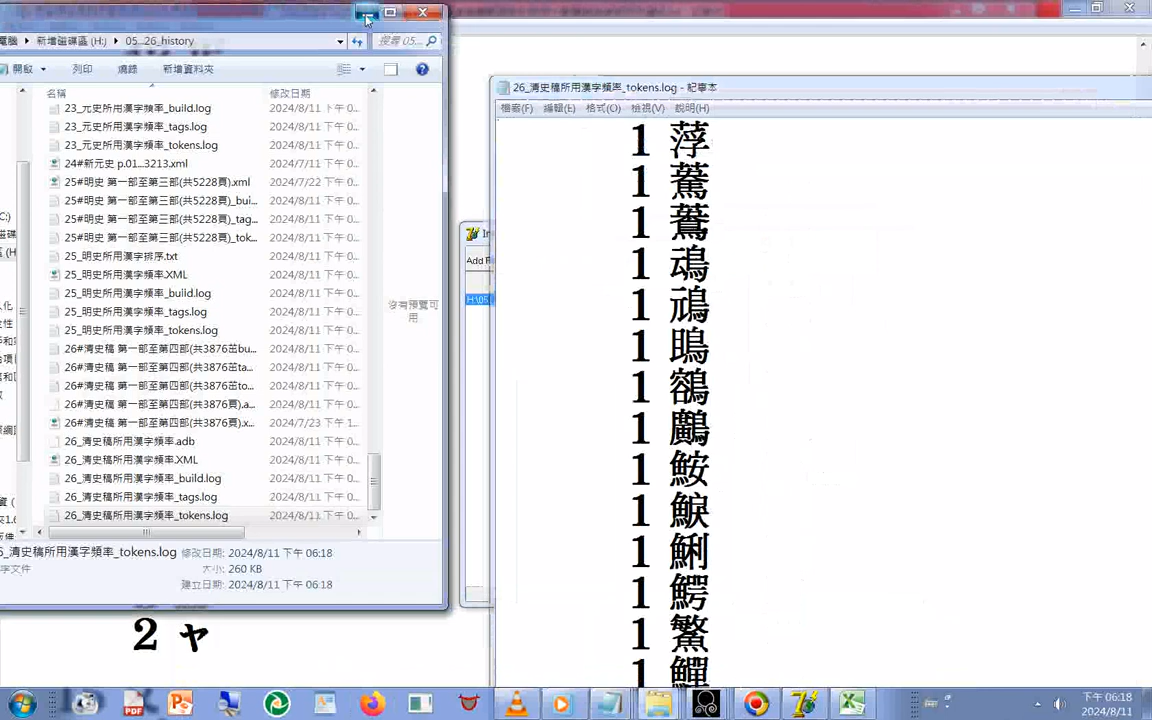 電腦 ▸ 新增磁碟區 (H:) ▸ 05...26_history
搜尋 05...
開啟 列印 燒錄 新增資料夾
名稱 修改日期
23_元史所用漢字頻率_build.log 2024/8/11 下午 0...
23_元史所用漢字頻率_tags.log 2024/8/11 下午 0...
23_元史所用漢字頻率_tokens.log 2024/8/11 下午 0...
24#新元史 p.01...3213.xml 2024/7/11 下午 0...
25#明史 第一部至第三部(共5228頁).xml 2024/7/22 下午 0...
25#明史 第一部至第三部(共5228頁)_bui... 2024/8/11 下午 0...
25#明史 第一部至第三部(共5228頁)_tag... 2024/8/11 下午 0...
25#明史 第一部至第三部(共5228頁)_tok... 2024/8/11 下午 0...
25_明史所用漢字排序.txt 2024/8/11 下午 0...
25_明史所用漢字頻率.XML 2024/8/11 下午 0...
25_明史所用漢字頻率_build.log 2024/8/11 下午 0...
25_明史所用漢字頻率_tags.log 2024/8/11 下午 0...
25_明史所用漢字頻率_tokens.log 2024/8/11 下午 0...
26#清史稿 第一部至第四部(共3876茁bu... 2024/8/11 下午 0...
26#清史稿 第一部至第四部(共3876茁ta... 2024/8/11 下午 0...
26#清史稿 第一部至第四部(共3876茁to... 2024/8/11 下午 0...
26#清史稿 第一部至第四部(共3876頁).a... 2024/8/11 下午 0...
26#清史稿 第一部至第四部(共3876頁).x... 2024/7/23 下午 1...
26_清史稿所用漢字頻率.adb 2024/8/11 下午 0...
26_清史稿所用漢字頻率.XML 2024/8/11 下午 0...
26_清史稿所用漢字頻率_build.log 2024/8/11 下午 0...
26_清史稿所用漢字頻率_tags.log 2024/8/11 下午 0...
26_清史稿所用漢字頻率_tokens.log 2024/8/11 下午 0...
沒有預覽可用
6_清史稿所用漢字頻率_tokens.log 修改日期: 2024/8/11 下午 06:18
字文件 大小: 260 KB
建立日期: 2024/8/11 下午 06:18
2 ャ
In
Add F
H:\05
26_清史稿所用漢字頻率_tokens.log - 記事本
檔案(F) 編輯(E) 格式(O) 檢視(V) 說明(H)
1
1
1
1
1
1
1
1
1 鮟
1
1 鯏
1 鰐
1
1 鱓
下午 06:18
2024/8/11